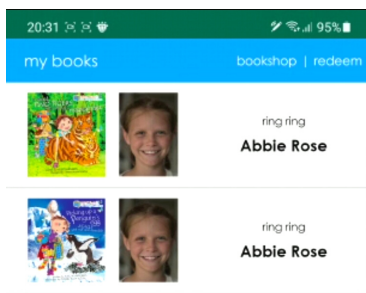 20:31 95%
my books bookshop | redeem
ring ring
Abbie Rose
ring ring
Abbie Rose